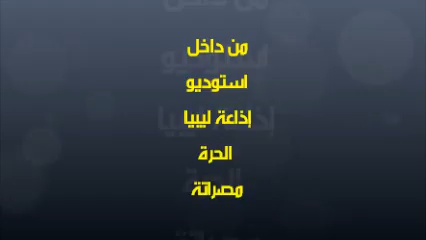 من داخل
استوديو
إذاعة ليبيا
الحرة
مصراتة